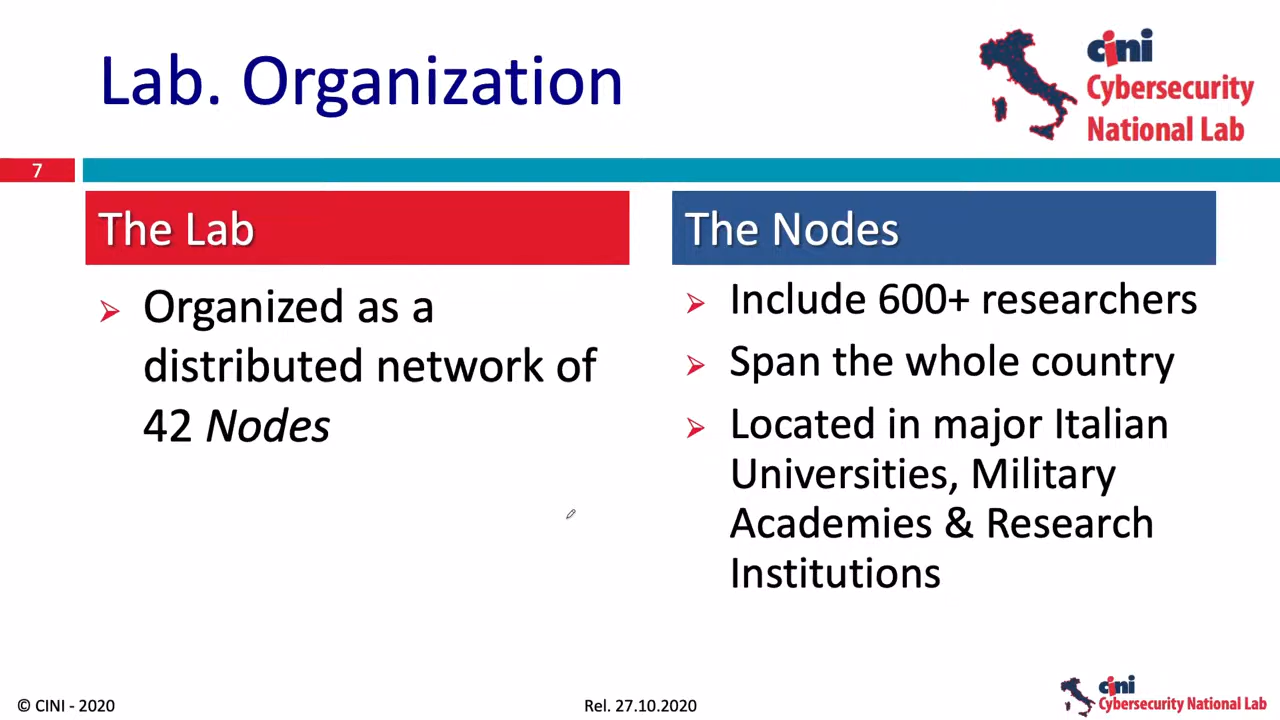 Lab. Organization
cini
Cybersecurity
National Lab
7
The Lab
➢ Organized as a
distributed network of
42 Nodes
The Nodes
➢ Include 600+ researchers
➢ Span the whole country
➢ Located in major Italian
Universities, Military
Academies & Research
Institutions
© CINI - 2020
Rel. 27.10.2020
cini
Cybersecurity National Lab